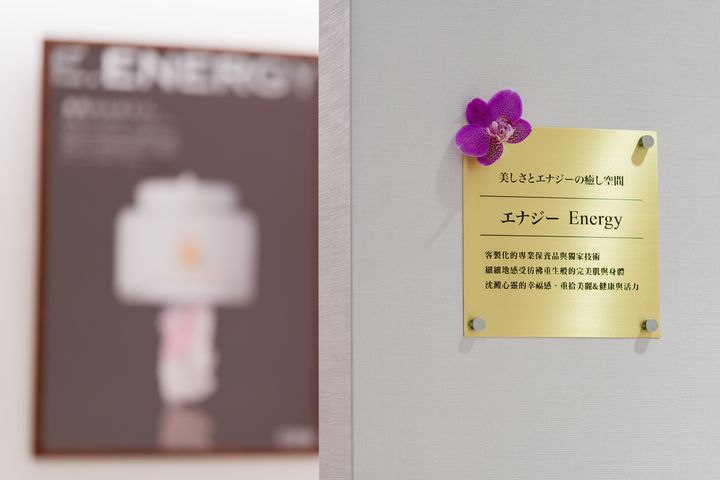 E.ENERGY
美しさとエナジーの癒し空間
エナジー Energy
客製化的專業保養品與獨家技術
細細地感受彷彿重生般的完美肌與身體
沈澱心靈的幸福感，重拾美麗&健康與活力